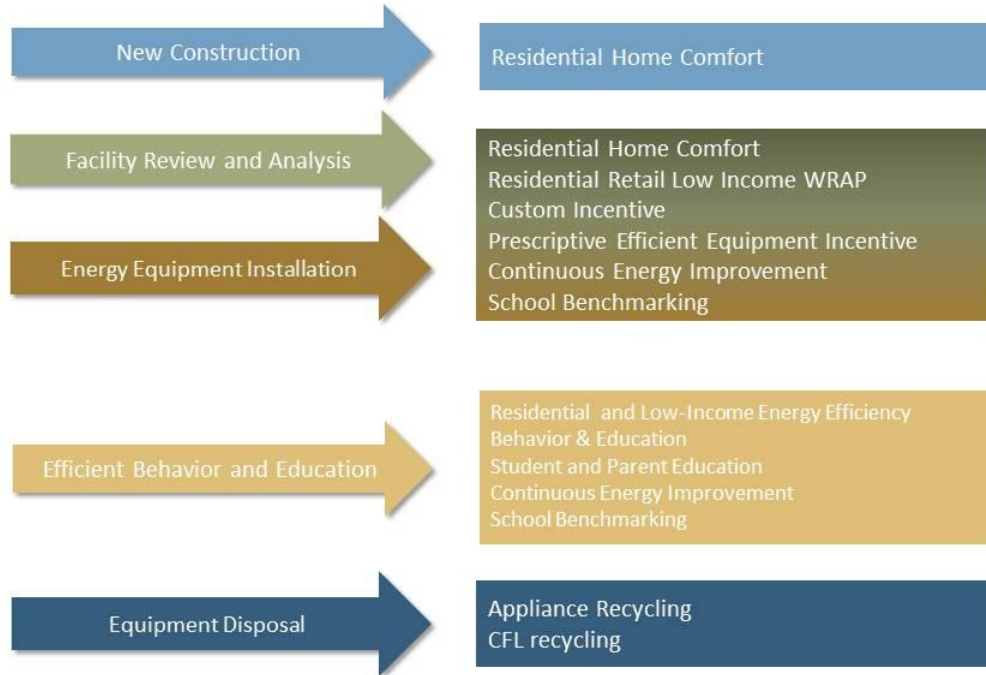 New Construction
Residential Home Comfort
Facility Review and Analysis
Energy Equipment Installation
Residential Home Comfort
Residential Retail Low Income WRAP
Custom Incentive
Prescriptive Efficient Equipment Incentive
Continuous Energy Improvement
School Benchmarking
Efficient Behavior and Education
Residential and Low-Income Energy Efficiency
Behavior & Education
Student and Parent Education
Continuous Energy Improvement
School Benchmarking
Equipment Disposal
Appliance Recycling
CFL recycling